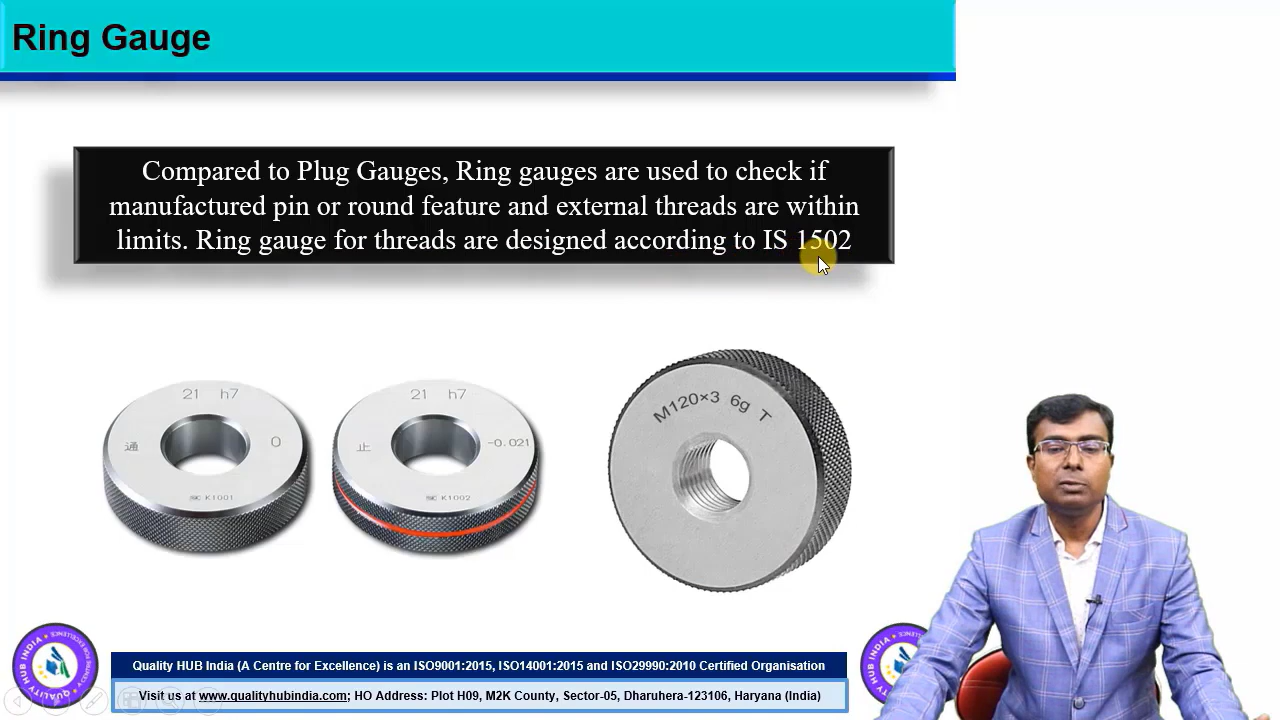 Ring Gauge
Compared to Plug Gauges, Ring gauges are used to check if
manufactured pin or round feature and external threads are within
limits. Ring gauge for threads are designed according to IS 1502
21 h7
通 0
K1001
21 h7
止 -0.021
K1002
M120×3 6g T
QUALITY HUB INDIA
Quality HUB India (A Centre for Excellence) is an ISO9001:2015, ISO14001:2015 and ISO29990:2010 Certified Organisation
Visit us at www.qualityhubindia.com; HO Address: Plot H09, M2K County, Sector-05, Dharuhera-123106, Haryana (India)